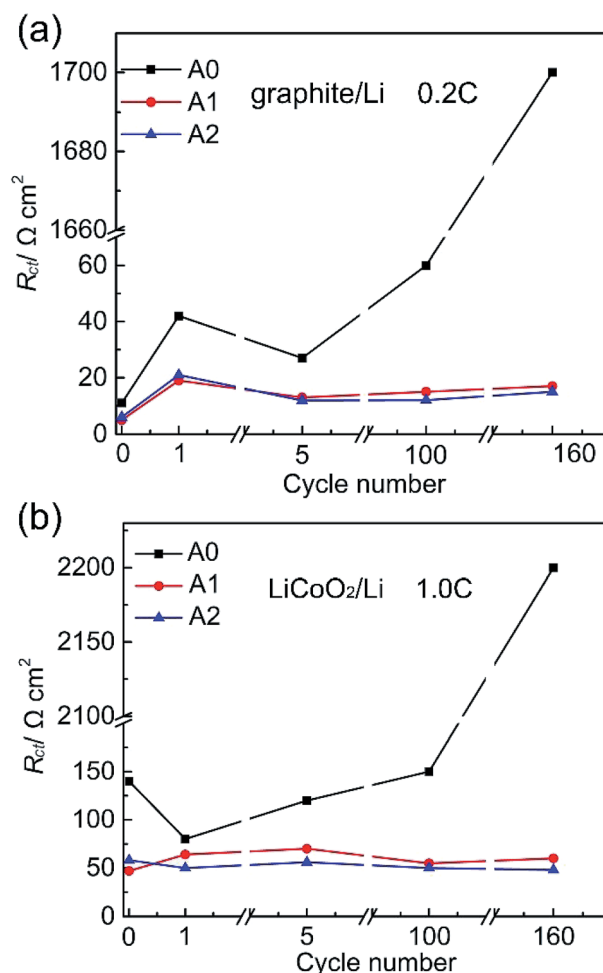 (a)
1700
1680
1660
60
40
20
0
R_ct/ Ω cm²
A0
A1
A2
graphite/Li 0.2C
0 1 5 100 160
Cycle number
(b)
2200
2150
2100
150
100
50
0
R_ct/ Ω cm²
A0
A1
A2
LiCoO₂/Li 1.0C
0 1 5 100 160
Cycle number